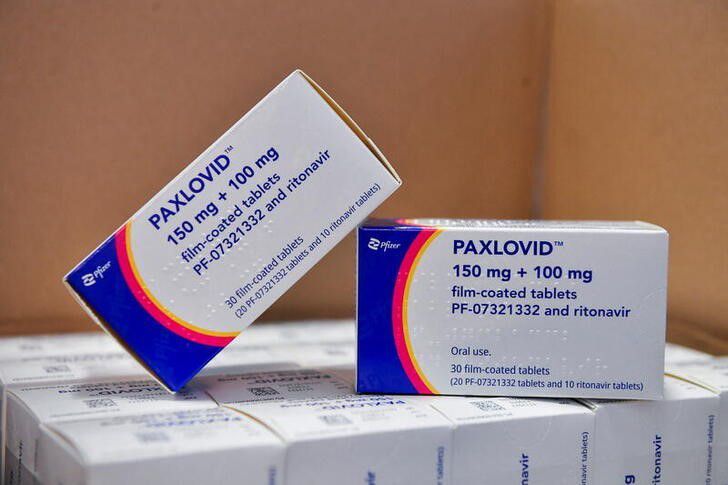 PAXLOVID™
150 mg + 100 mg
film-coated tablets
PF-07321332 and ritonavir
30 film-coated tablets
(20 PF-07321332 tablets and 10 ritonavir tablets)
Pfizer
Pfizer
PAXLOVID™
150 mg + 100 mg
film-coated tablets
PF-07321332 and ritonavir
Oral use.
30 film-coated tablets
(20 PF-07321332 tablets and 10 ritonavir tablets)